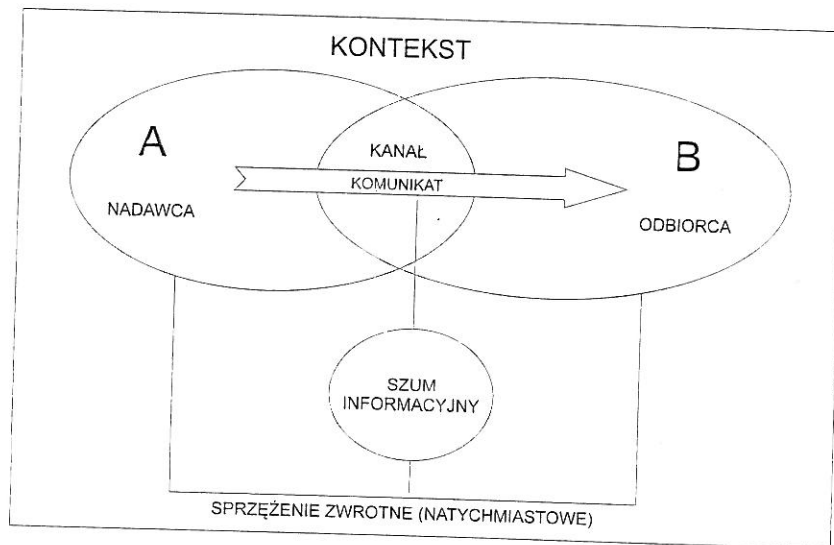 KONTEKST
A
B
KANAŁ
KOMUNIKAT
NADAWCA
ODBIORCA
SZUM
INFORMACYJNY
SPRZĘŻENIE ZWROTNE (NATYCHMIASTOWE)